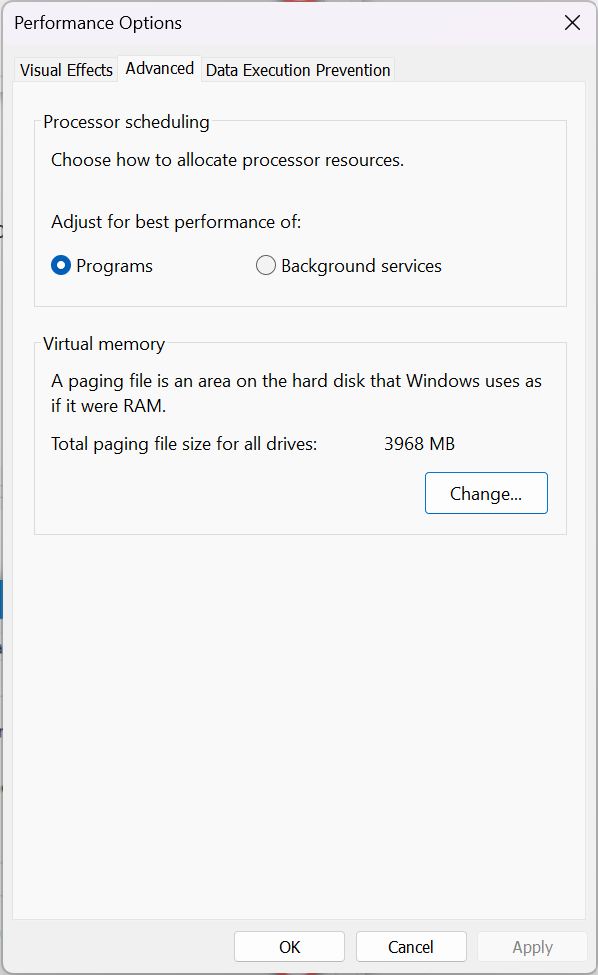 Performance Options
Visual Effects Advanced Data Execution Prevention
Processor scheduling
Choose how to allocate processor resources.
Adjust for best performance of:
Programs Background services
Virtual memory
A paging file is an area on the hard disk that Windows uses as
if it were RAM.
Total paging file size for all drives: 3968 MB
Change...
OK Cancel Apply